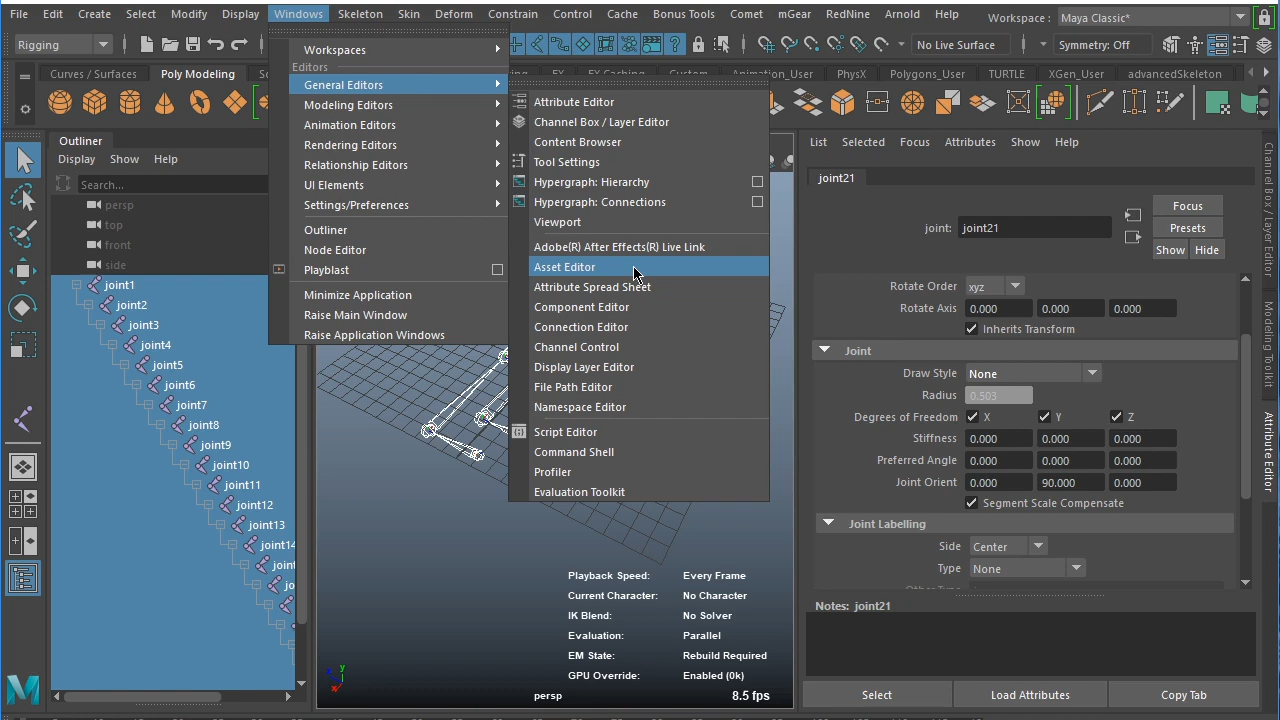 File Edit Create Select Modify Display Windows Skeleton Skin Deform Constrain Control Cache Bonus Tools Comet mGear RedNine Arnold Help Workspace : Maya Classic*
Rigging No Live Surface Symmetry: Off
Curves / Surfaces Poly Modeling Custom Animation_User PhysX Polygons_User TURTLE XGen_User advancedSkeleton
Outliner
Display Show Help
Search...
persp
top
front
side
joint1
joint2
joint3
joint4
joint5
joint6
joint7
joint8
joint9
joint10
joint11
joint12
joint13
joint14
Workspaces
Editors
General Editors
Modeling Editors
Animation Editors
Rendering Editors
Relationship Editors
UI Elements
Settings/Preferences
Outliner
Node Editor
Playblast
Minimize Application
Raise Main Window
Raise Application Windows
Attribute Editor
Channel Box / Layer Editor
Content Browser
Tool Settings
Hypergraph: Hierarchy
Hypergraph: Connections
Viewport
Adobe(R) After Effects(R) Live Link
Asset Editor
Attribute Spread Sheet
Component Editor
Connection Editor
Channel Control
Display Layer Editor
File Path Editor
Namespace Editor
Script Editor
Command Shell
Profiler
Evaluation Toolkit
Playback Speed: Every Frame
Current Character: No Character
IK Blend: No Solver
Evaluation: Parallel
EM State: Rebuild Required
GPU Override: Enabled (0k)
persp 8.5 fps
List Selected Focus Attributes Show Help
joint21
joint: joint21
Focus
Presets
Show Hide
Rotate Order xyz
Rotate Axis 0.000 0.000 0.000
Inherits Transform
Joint
Draw Style None
Radius 0.503
Degrees of Freedom X Y Z
Stiffness 0.000 0.000 0.000
Preferred Angle 0.000 0.000 0.000
Joint Orient 0.000 90.000 0.000
Segment Scale Compensate
Joint Labelling
Side Center
Type None
Notes: joint21
Select Load Attributes Copy Tab
Channel Box / Layer Editor
Modeling Toolkit
Attribute Editor